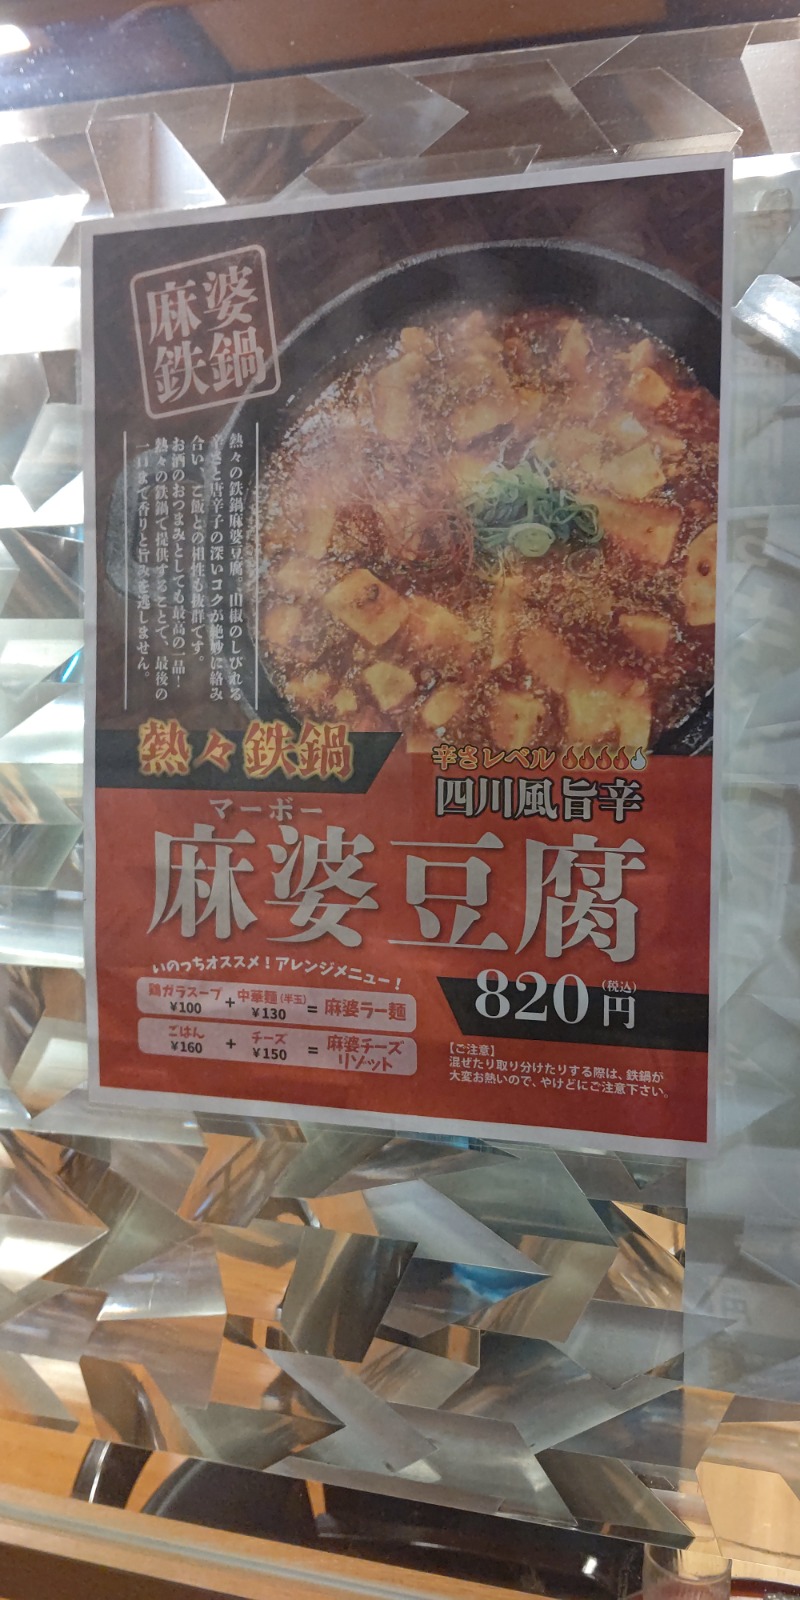 麻婆
鉄鍋
熱々の鉄鍋麻婆豆腐。山椒のしびれる
辛さと唐辛子の深いコクが絶妙に絡み
合い、ご飯との相性も抜群です。
お酒のおつまみとしても最高の一品！
熱々の鉄鍋で提供することで、最後の
一口まで香りと旨みを逃しません。
熱々鉄鍋
辛さレベル
四川風旨辛
マーボー
麻婆豆腐
いのっちオススメ！アレンジメニュー！
鶏ガラスープ ¥100 + 中華麺(半玉) ¥130 = 麻婆ラー麺
ごはん ¥160 + チーズ ¥150 = 麻婆チーズリゾット
820円(税込)
【ご注意】
混ぜたり取り分けたりする際は、鉄鍋が
大変お熱いので、やけどにご注意下さい。